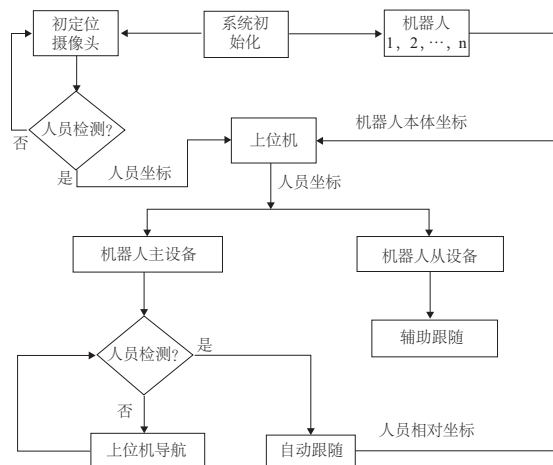 初定位
摄像头
系统初
始化
机器人
1, 2, …, n
人员检测?
否
是
人员坐标
上位机
机器人本体坐标
人员坐标
机器人主设备
机器人从设备
人员检测?
是
否
辅助跟随
上位机导航
自动跟随
人员相对坐标